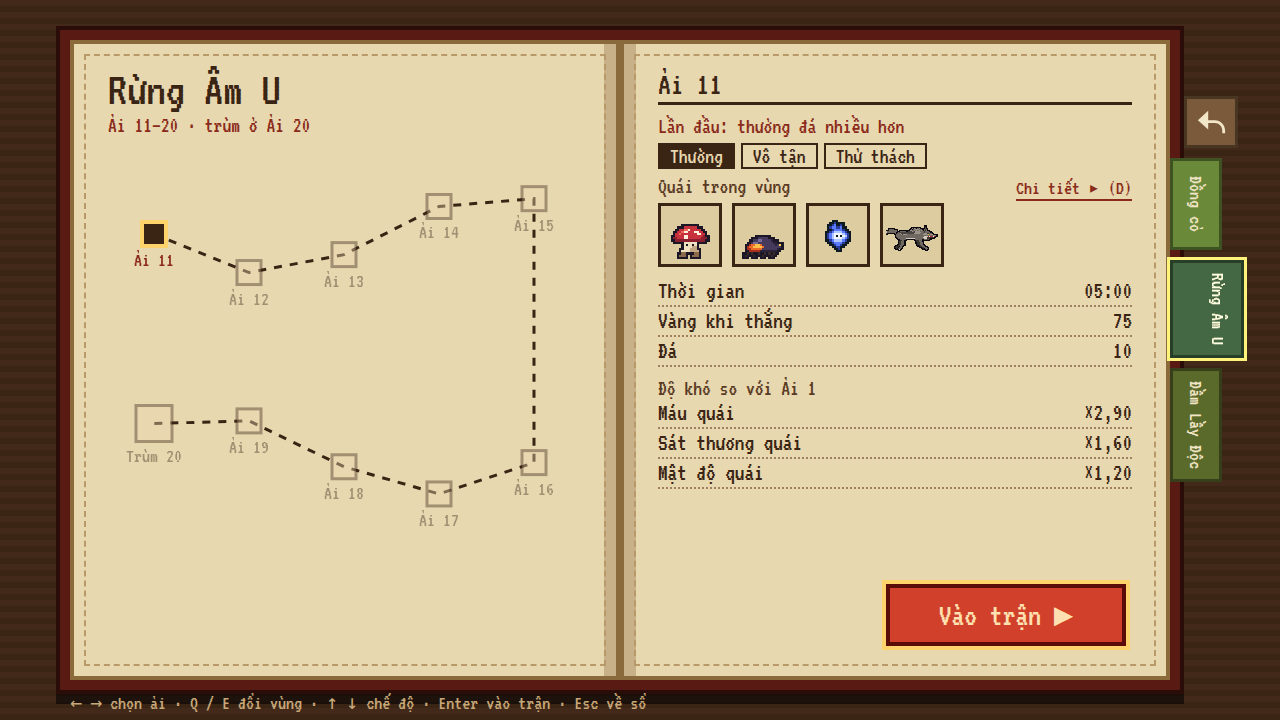 Rừng Âm U
Ải 11-20 · trùm ở Ải 20
Ải 11
Ải 12
Ải 13
Ải 14
Ải 15
Ải 16
Ải 17
Ải 18
Ải 19
Trùm 20
Ải 11
Lần đầu: thưởng đá nhiều hơn
Thường
Vô tận
Thử thách
Quái trong vùng
Chi tiết ▸ (D)
Thời gian 05:00
Vàng khi thắng 75
Đá 10
Độ khó so với Ải 1
Máu quái x2,90
Sát thương quái x1,60
Mật độ quái x1,20
Vào trận ▶
Đồng cỏ
Rừng Âm U
Đầm Lầy Độc
← → chọn ải · Q / E đổi vùng · ↑ ↓ chế độ · Enter vào trận · Esc về sổ